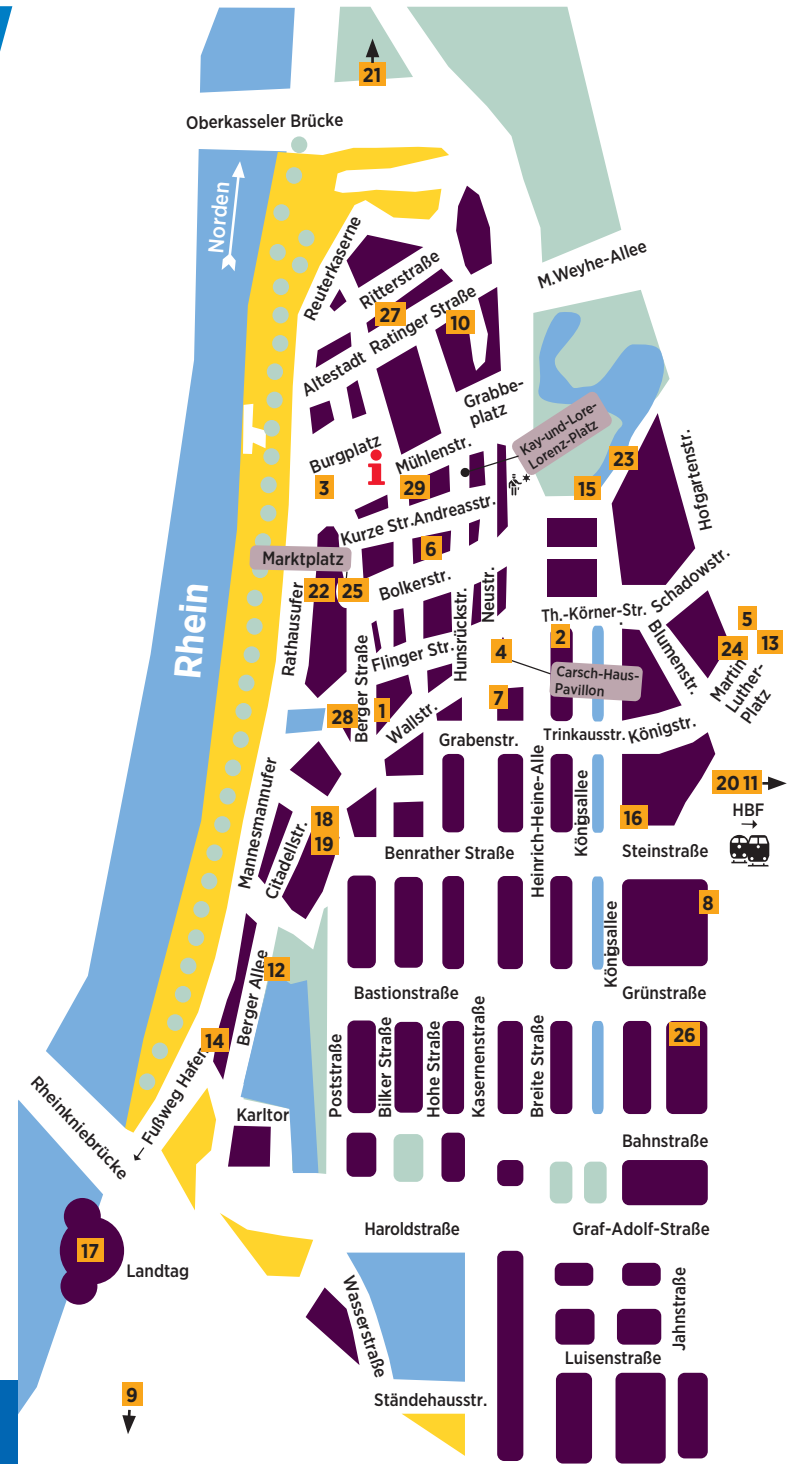 21
Oberkasseler Brücke
Norden
M.Weyhe-Allee
Reuterkaserne
Ritterstraße
27
Ratinger Straße
10
Altestadt
Grabbe-
platz
Kay-und-Lore-
Lorenz-Platz
Burgplatz
i
Mühlenstr.
3
29
23
15
Hofgartenstr.
Kurze Str.
Andreasstr.
6
Marktplatz
22
25
Bolkerstr.
Neustr.
Hunsrückstr.
Th.-Körner-Str.
Schadowstr.
Rhein
Rathausufer
Berger Straße
Flinger Str.
4
2
Blumenstr.
5
13
24
Martin
Luther-
Platz
Carsch-Haus-
Pavillon
28
1
Wallstr.
7
Grabenstr.
Trinkausstr.
Königstr.
Heinrich-Heine-Alle
Königsallee
20
11
HBF
→
Mannesmannufer
Citadellstr.
18
19
16
Benrather Straße
Steinstraße
8
Königsallee
Berger Allee
12
Bastionstraße
Grünstraße
14
26
Poststraße
Bilker Straße
Hohe Straße
Kasernenstraße
Breite Straße
← Fußweg Hafen
Rheinkniebrücke
Karltor
Bahnstraße
Haroldstraße
Graf-Adolf-Straße
17
Landtag
Wasserstraße
Jahnstraße
Luisenstraße
Ständehausstr.
9